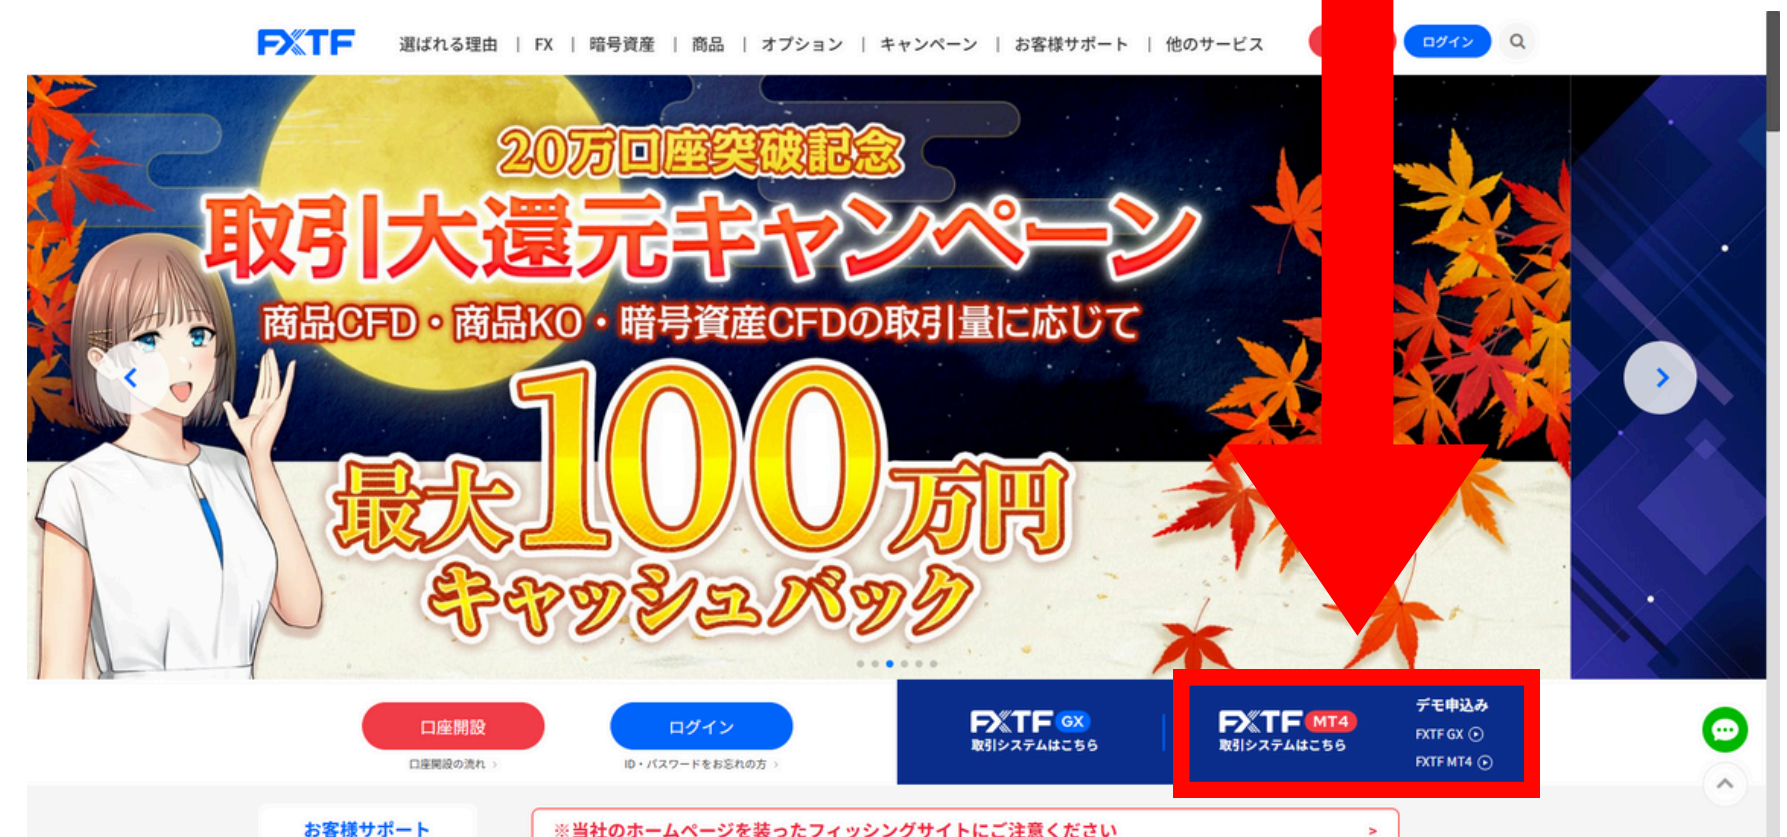 FXTF 選ばれる理由 | FX | 暗号資産 | 商品 | オプション | キャンペーン | お客様サポート | 他のサービス ログイン
20万口座突破記念
取引大還元キャンペーン
商品CFD・商品KO・暗号資産CFDの取引量に応じて
最大100万円
キャッシュバック
口座開設
口座開設の流れ >
ログイン
ID・パスワードをお忘れの方 >
FXTF GX
取引システムはこちら
FXTF MT4
取引システムはこちら
デモ申込み
FXTF GX
FXTF MT4
お客様サポート
※当社のホームページを装ったフィッシングサイトにご注意ください >